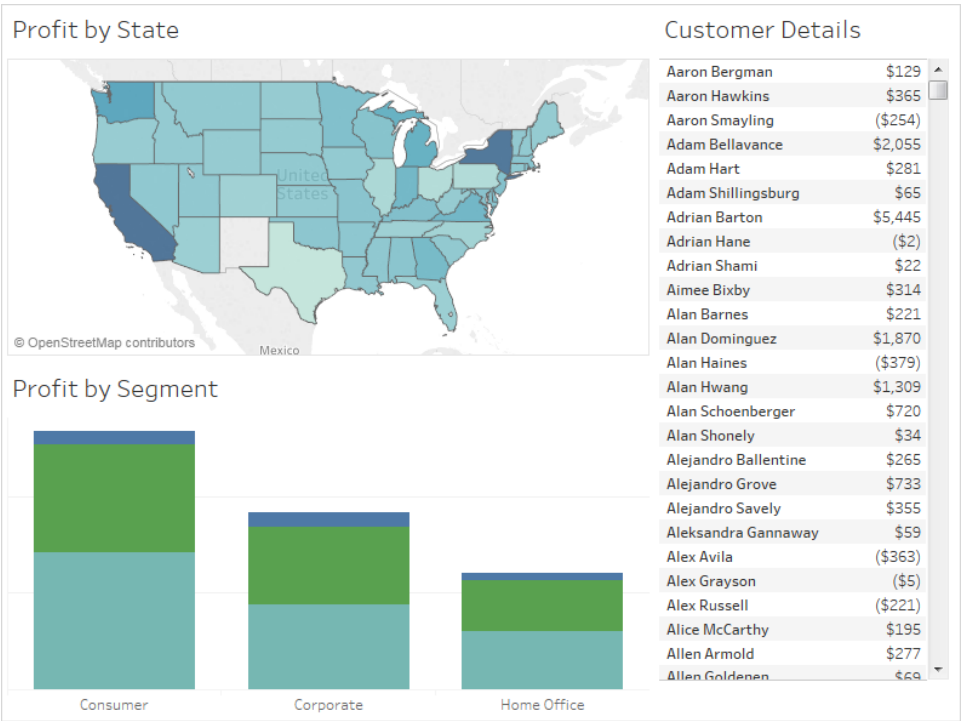 Profit by State
United
States
© OpenStreetMap contributors
Mexico
Profit by Segment
Consumer
Corporate
Home Office
Customer Details
Aaron Bergman $129
Aaron Hawkins $365
Aaron Smayling ($254)
Adam Bellavance $2,055
Adam Hart $281
Adam Shillingsburg $65
Adrian Barton $5,445
Adrian Hane ($2)
Adrian Shami $22
Aimee Bixby $314
Alan Barnes $221
Alan Dominguez $1,870
Alan Haines ($379)
Alan Hwang $1,309
Alan Schoenberger $720
Alan Shonely $34
Alejandro Ballentine $265
Alejandro Grove $733
Alejandro Savely $355
Aleksandra Gannaway $59
Alex Avila ($363)
Alex Grayson ($5)
Alex Russell ($221)
Alice McCarthy $195
Allen Armold $277
Allen Goldenen $69